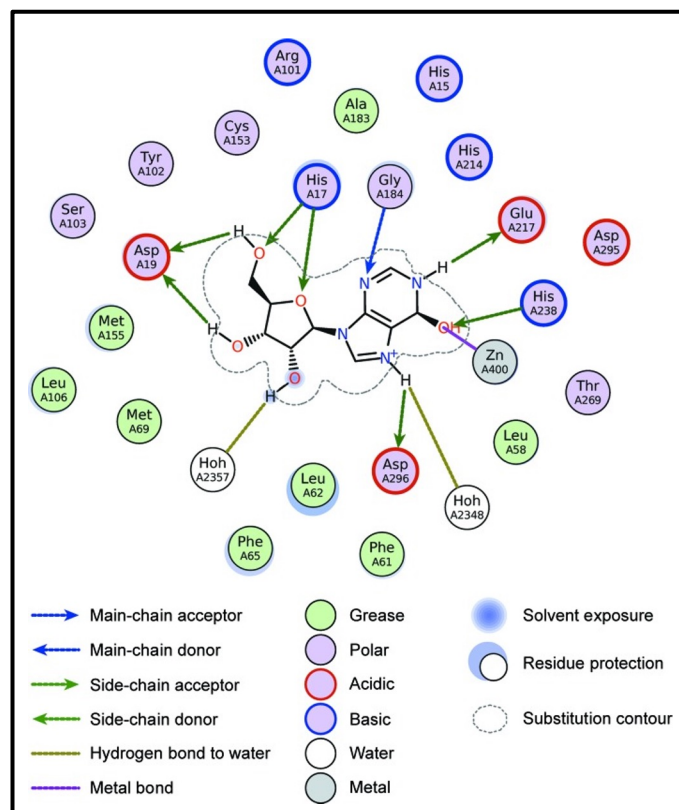 Arg
A101
His
A15
Ala
A183
Cys
A153
His
A214
Tyr
A102
His
A17
Gly
A184
Ser
A103
Glu
A217
Asp
A295
Asp
A19
H
H
O
O
N
N
H
His
A238
Met
A155
H
O
N
N+
OH
Zn
A400
Leu
A106
O
H
H
Thr
A269
Met
A69
Leu
A58
Hoh
A2357
Asp
A296
Leu
A62
Hoh
A2348
Phe
A65
Phe
A61
Main-chain acceptor
Main-chain donor
Side-chain acceptor
Side-chain donor
Hydrogen bond to water
Metal bond
Grease
Polar
Acidic
Basic
Water
Metal
Solvent exposure
Residue protection
Substitution contour